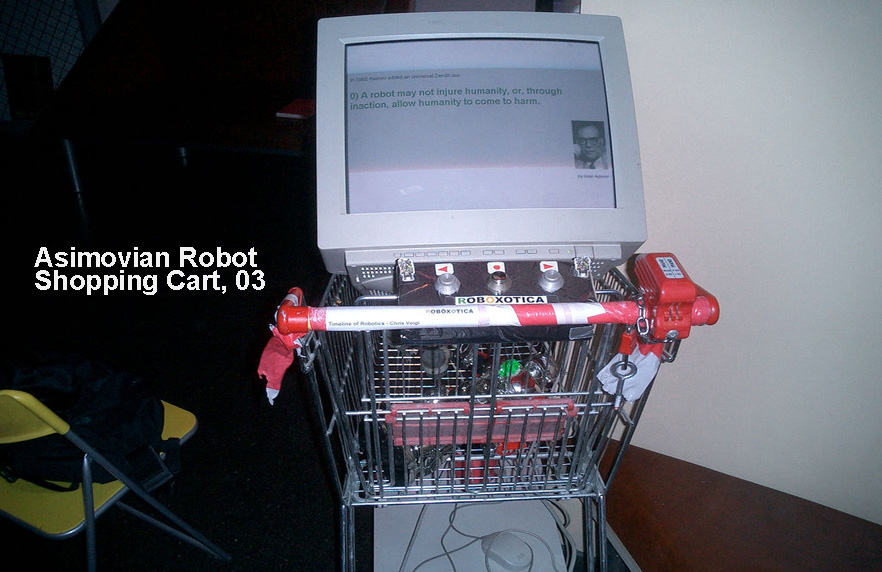 0) A robot may not injure humanity, or, through
inaction, allow humanity to come to harm.
Asimovian Robot
Shopping Cart, 03
ROBOXOTICA
ROBOXOTICA
Timeline of Robotics - Chris Veigl